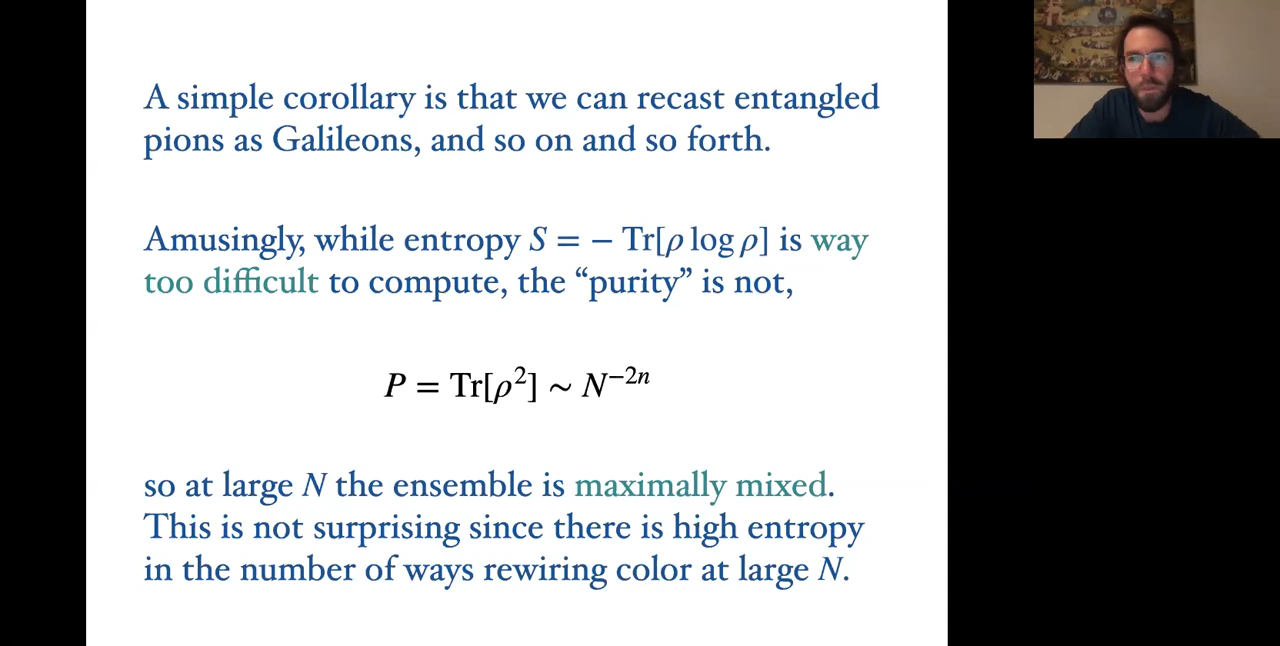 A simple corollary is that we can recast entangled
pions as Galileons, and so on and so forth.
Amusingly, while entropy S = − Tr[ρ log ρ] is way
too difficult to compute, the “purity” is not,
P = Tr[ρ²] ~ N⁻²ⁿ
so at large N the ensemble is maximally mixed.
This is not surprising since there is high entropy
in the number of ways rewiring color at large N.